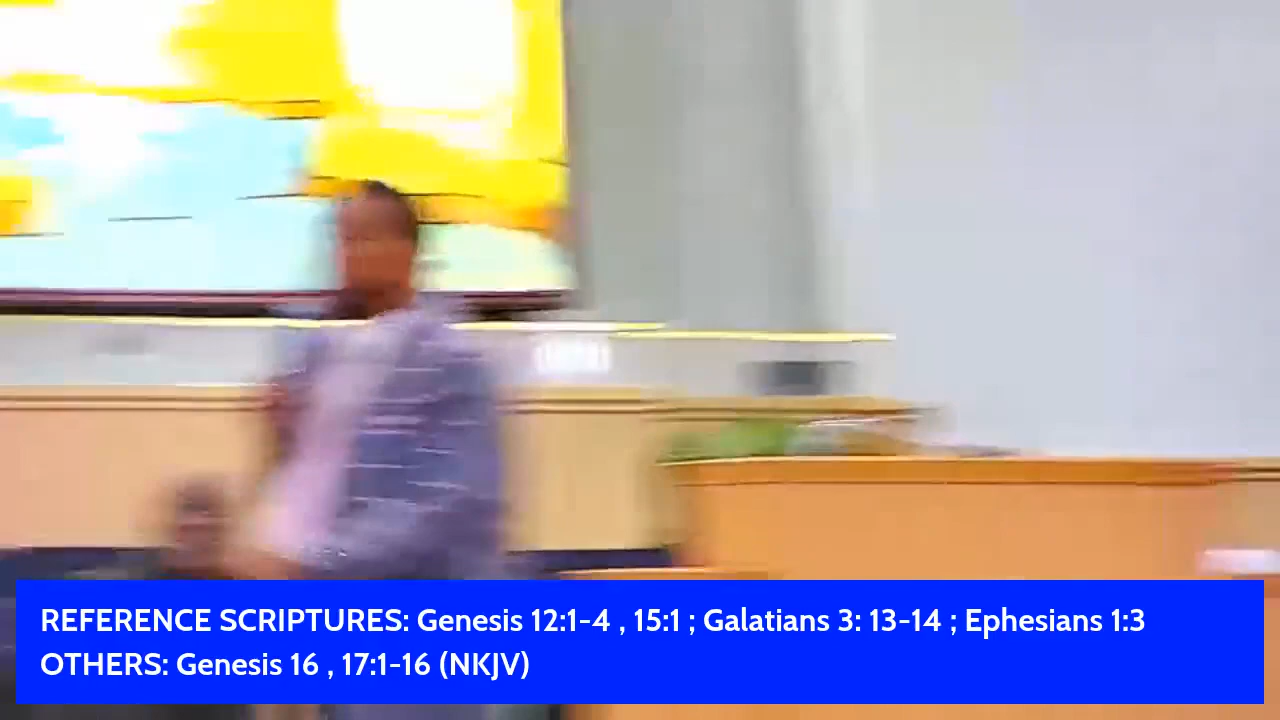 REFERENCE SCRIPTURES: Genesis 12:1-4 , 15:1 ; Galatians 3: 13-14 ; Ephesians 1:3
OTHERS: Genesis 16 , 17:1-16 (NKJV)